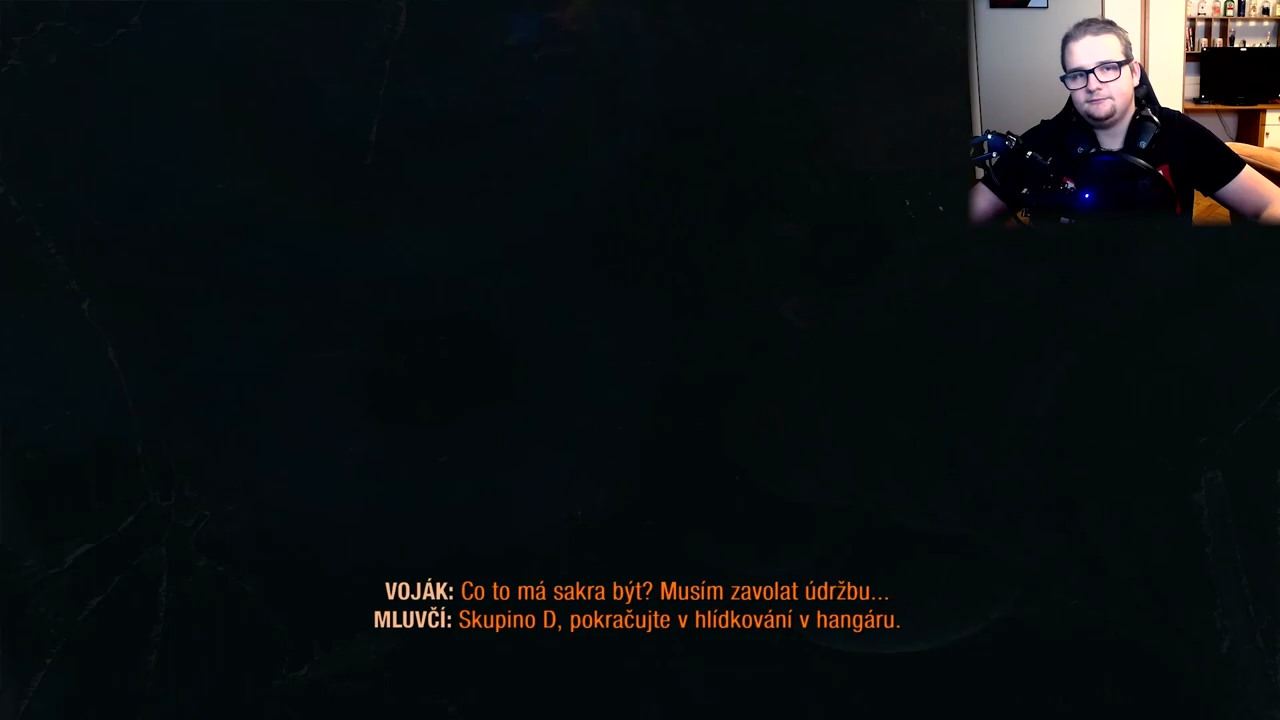 VOJÁK: Co to má sakra být? Musím zavolat údržbu...
MLUVČÍ: Skupino D, pokračujte v hlídkování v hangáru.